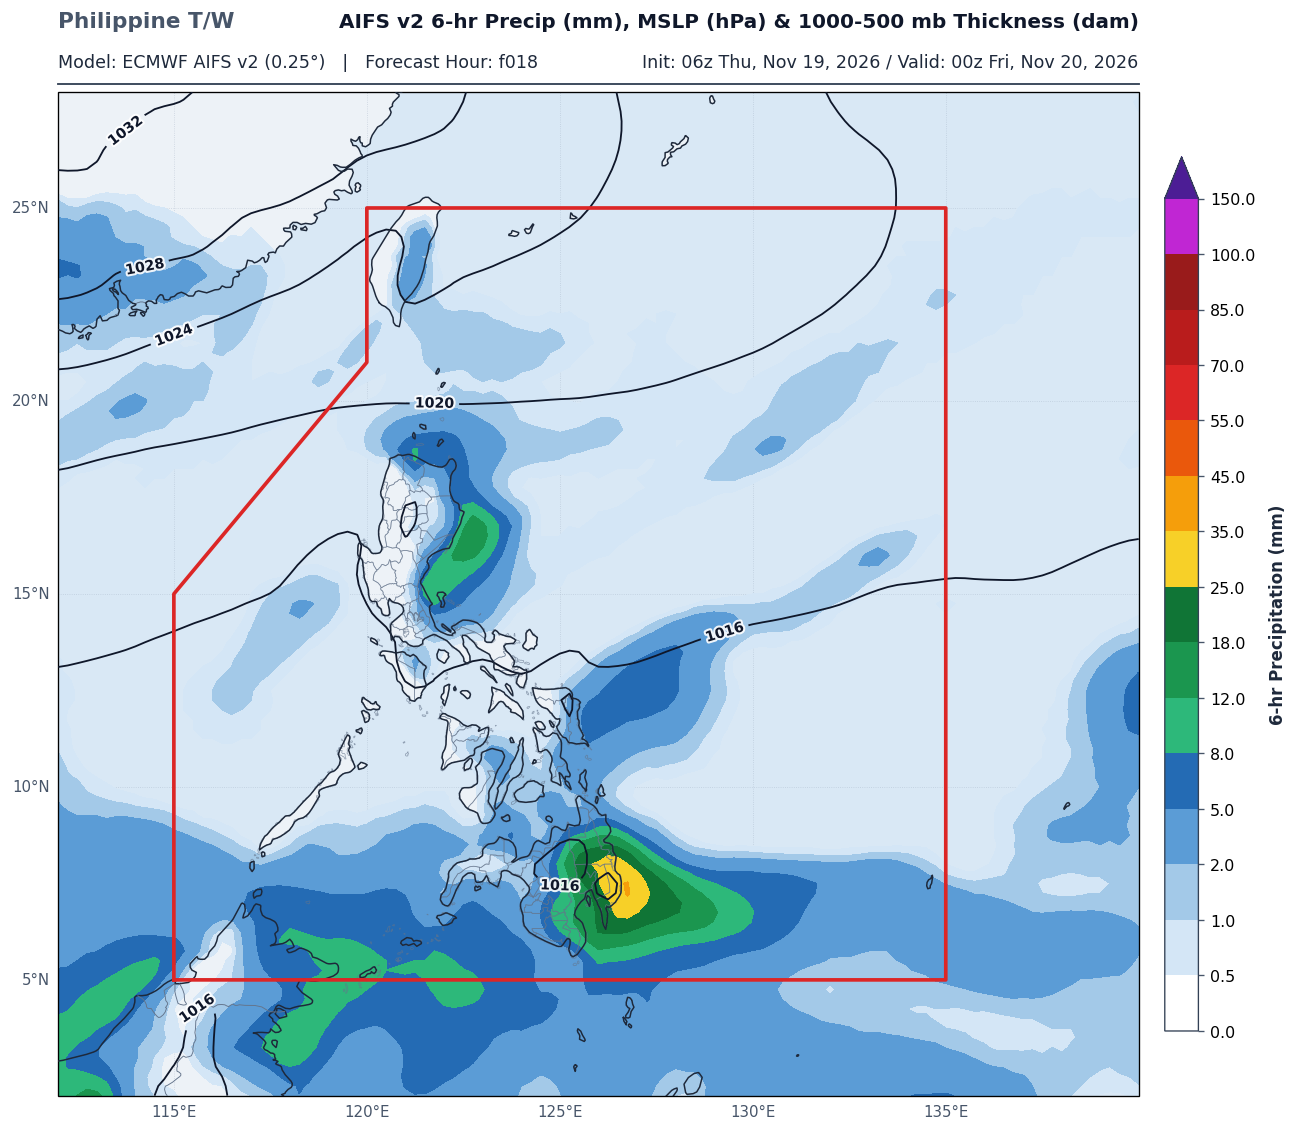 Philippine T/W
AIFS v2 6-hr Precip (mm), MSLP (hPa) & 1000-500 mb Thickness (dam)
Model: ECMWF AIFS v2 (0.25°) | Forecast Hour: f018
Init: 06z Thu, Nov 19, 2026 / Valid: 00z Fri, Nov 20, 2026
1032
1028
1024
1020
1016
1016
1016
25°N
20°N
15°N
10°N
5°N
115°E
120°E
125°E
130°E
135°E
150.0
100.0
85.0
70.0
55.0
45.0
35.0
25.0
18.0
12.0
8.0
5.0
2.0
1.0
0.5
0.0
6-hr Precipitation (mm)